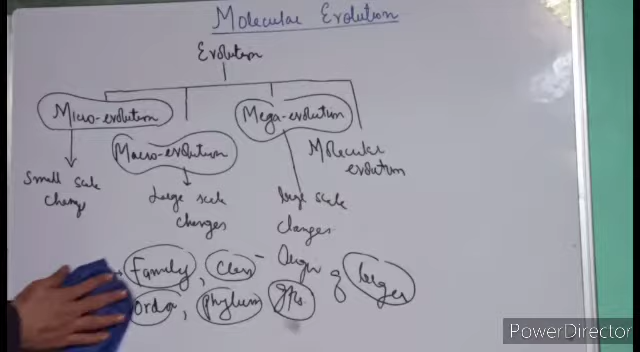 Molecular Evolution
Evolution
Micro-evolution
Mega-evolution
Macro-evolution
Molecular
evolution
Small scale
change
Large scale
changes
large scale
changes
Family, Class - Origin of larger
order, phylum grps.
PowerDirector